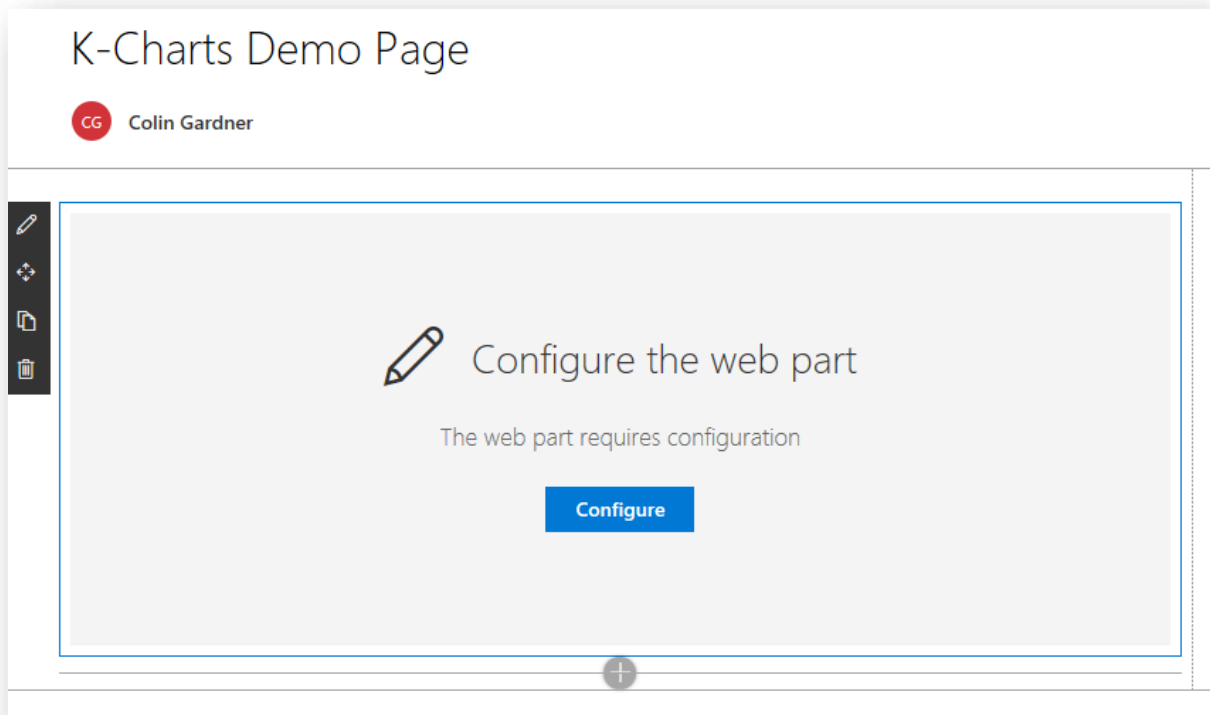 K-Charts Demo Page
CG Colin Gardner
Configure the web part
The web part requires configuration
Configure